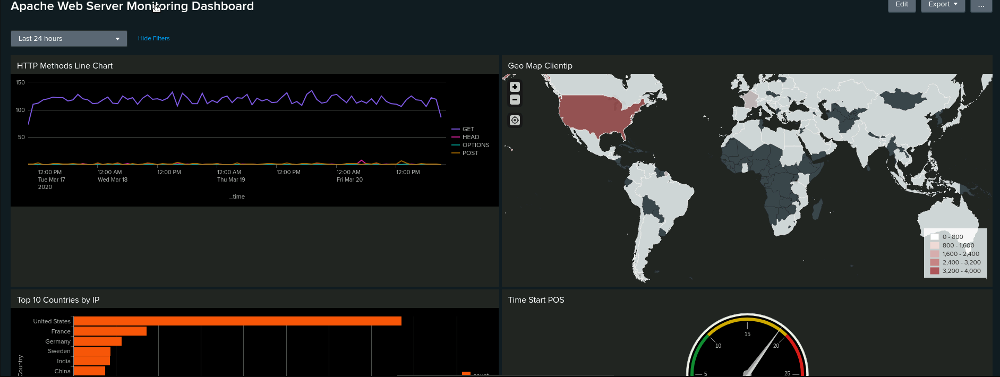 Apache Web Server Monitoring Dashboard
Edit
Export
...
Last 24 hours
Hide Filters
HTTP Methods Line Chart
150
100
50
GET
HEAD
OPTIONS
POST
12:00 PM
Tue Mar 17
2020
12:00 AM
Wed Mar 18
12:00 PM
12:00 AM
Thu Mar 19
12:00 PM
12:00 AM
Fri Mar 20
12:00 PM
_time
Geo Map Clientip
0 - 800
800 - 1,600
1,600 - 2,400
2,400 - 3,200
3,200 - 4,000
Top 10 Countries by IP
United States
France
Germany
Sweden
India
China
Country
Time Start POS
5
10
15
20
25